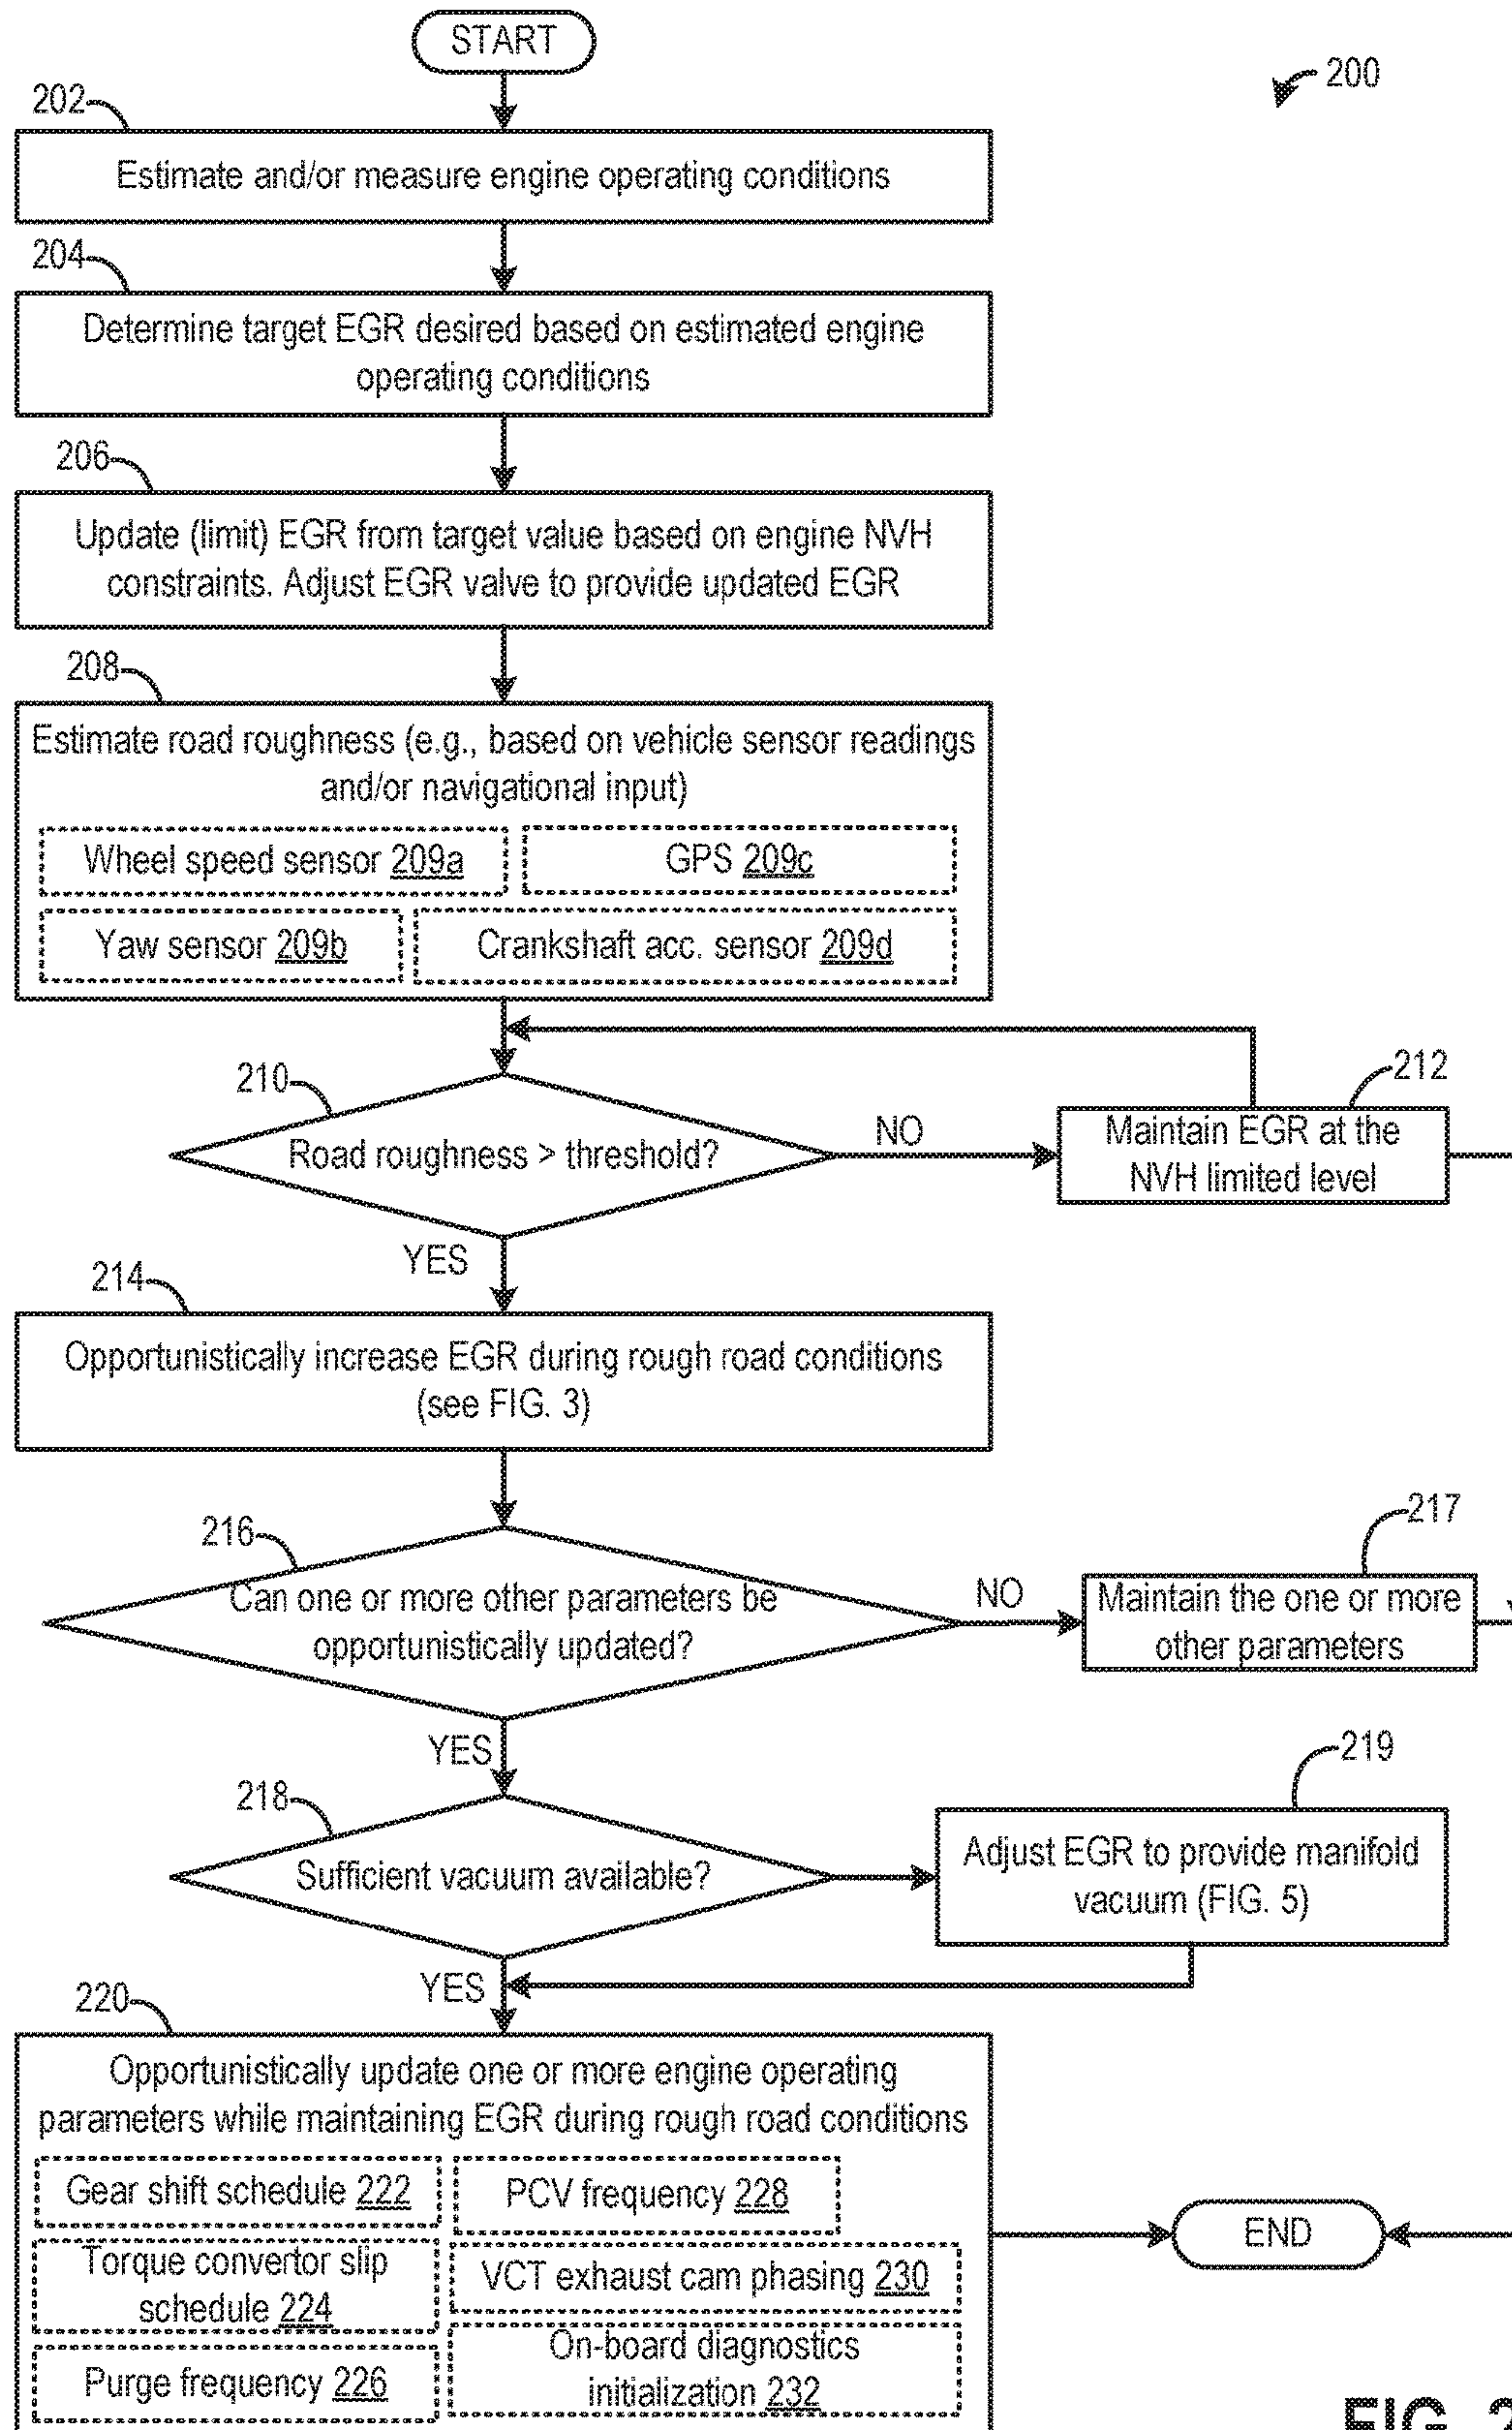 START
200
202
Estimate and/or measure engine operating conditions
204
Determine target EGR desired based on estimated engine
operating conditions
206
Update (limit) EGR from target value based on engine NVH
constraints. Adjust EGR valve to provide updated EGR
208
Estimate road roughness (e.g., based on vehicle sensor readings
and/or navigational input)
Wheel speed sensor 209a
GPS 209c
Yaw sensor 209b
Crankshaft acc. sensor 209d
210
Road roughness > threshold?
NO
212
Maintain EGR at the
NVH limited level
YES
214
Opportunistically increase EGR during rough road conditions
(see FIG. 3)
216
Can one or more other parameters be
opportunistically updated?
NO
217
Maintain the one or more
other parameters
YES
218
Sufficient vacuum available?
219
Adjust EGR to provide manifold
vacuum (FIG. 5)
YES
220
Opportunistically update one or more engine operating
parameters while maintaining EGR during rough road conditions
Gear shift schedule 222
PCV frequency 228
Torque convertor slip
schedule 224
VCT exhaust cam phasing 230
Purge frequency 226
On-board diagnostics
initialization 232
END
FIG. 2